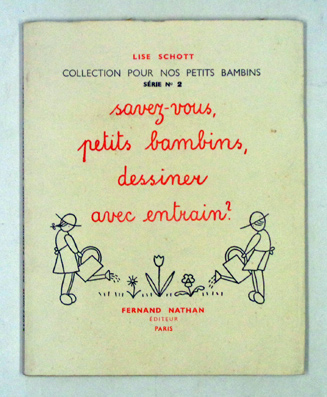 LISE SCHOTT
COLLECTION POUR NOS PETITS BAMBINS
SÉRIE Nº 2
savez-vous,
petits bambins,
dessiner
avec entrain?
FERNAND NATHAN
ÉDITEUR
PARIS